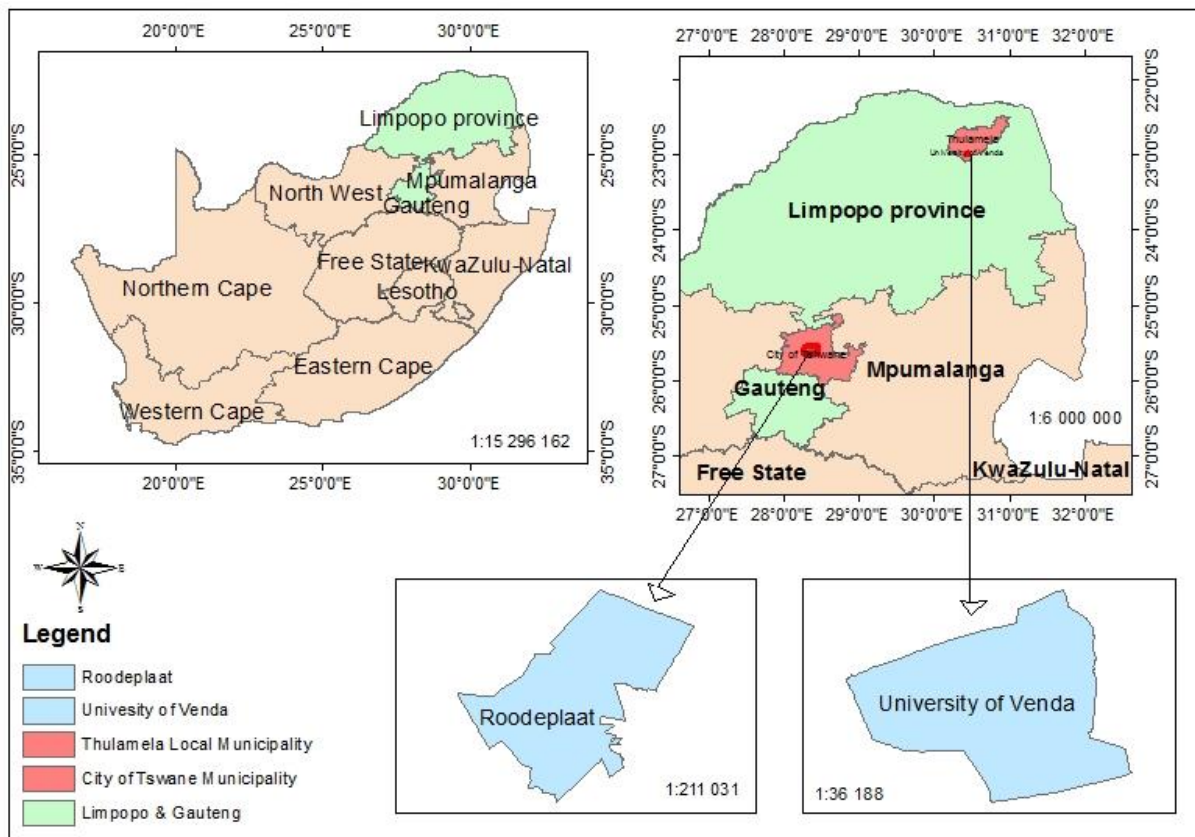 20°0'0"E 25°0'0"E 30°0'0"E
25°0'0"S
30°0'0"S
35°0'0"S
Limpopo province
North West
Mpumalanga
Gauteng
Free State
KwaZulu-Natal
Lesotho
Northern Cape
Eastern Cape
Western Cape
1:15 296 162
25°0'0"S
30°0'0"S
35°0'0"S
20°0'0"E 25°0'0"E 30°0'0"E
27°0'0"E 28°0'0"E 29°0'0"E 30°0'0"E 31°0'0"E 32°0'0"E
22°0'0"S
23°0'0"S
24°0'0"S
25°0'0"S
26°0'0"S
27°0'0"S
Thulamela
University of Venda
Limpopo province
City of Tshwane
Mpumalanga
Gauteng
1:6 000 000
Free State
KwaZulu-Natal
22°0'0"S
23°0'0"S
24°0'0"S
25°0'0"S
26°0'0"S
27°0'0"S
27°0'0"E 28°0'0"E 29°0'0"E 30°0'0"E 31°0'0"E 32°0'0"E
N
W E
S
Legend
Roodeplaat
Univesity of Venda
Thulamela Local Municipality
City of Tswane Municipality
Limpopo & Gauteng
Roodeplaat
1:211 031
University of Venda
1:36 188